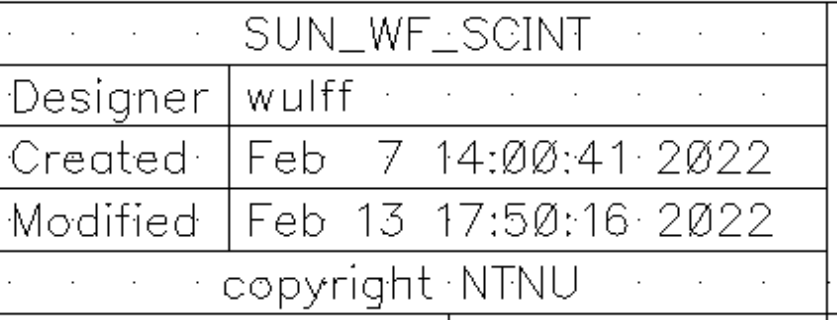 SUN_WF_SCINT
Designer wulff
Created Feb 7 14:00:41 2022
Modified Feb 13 17:50:16 2022
copyright NTNU